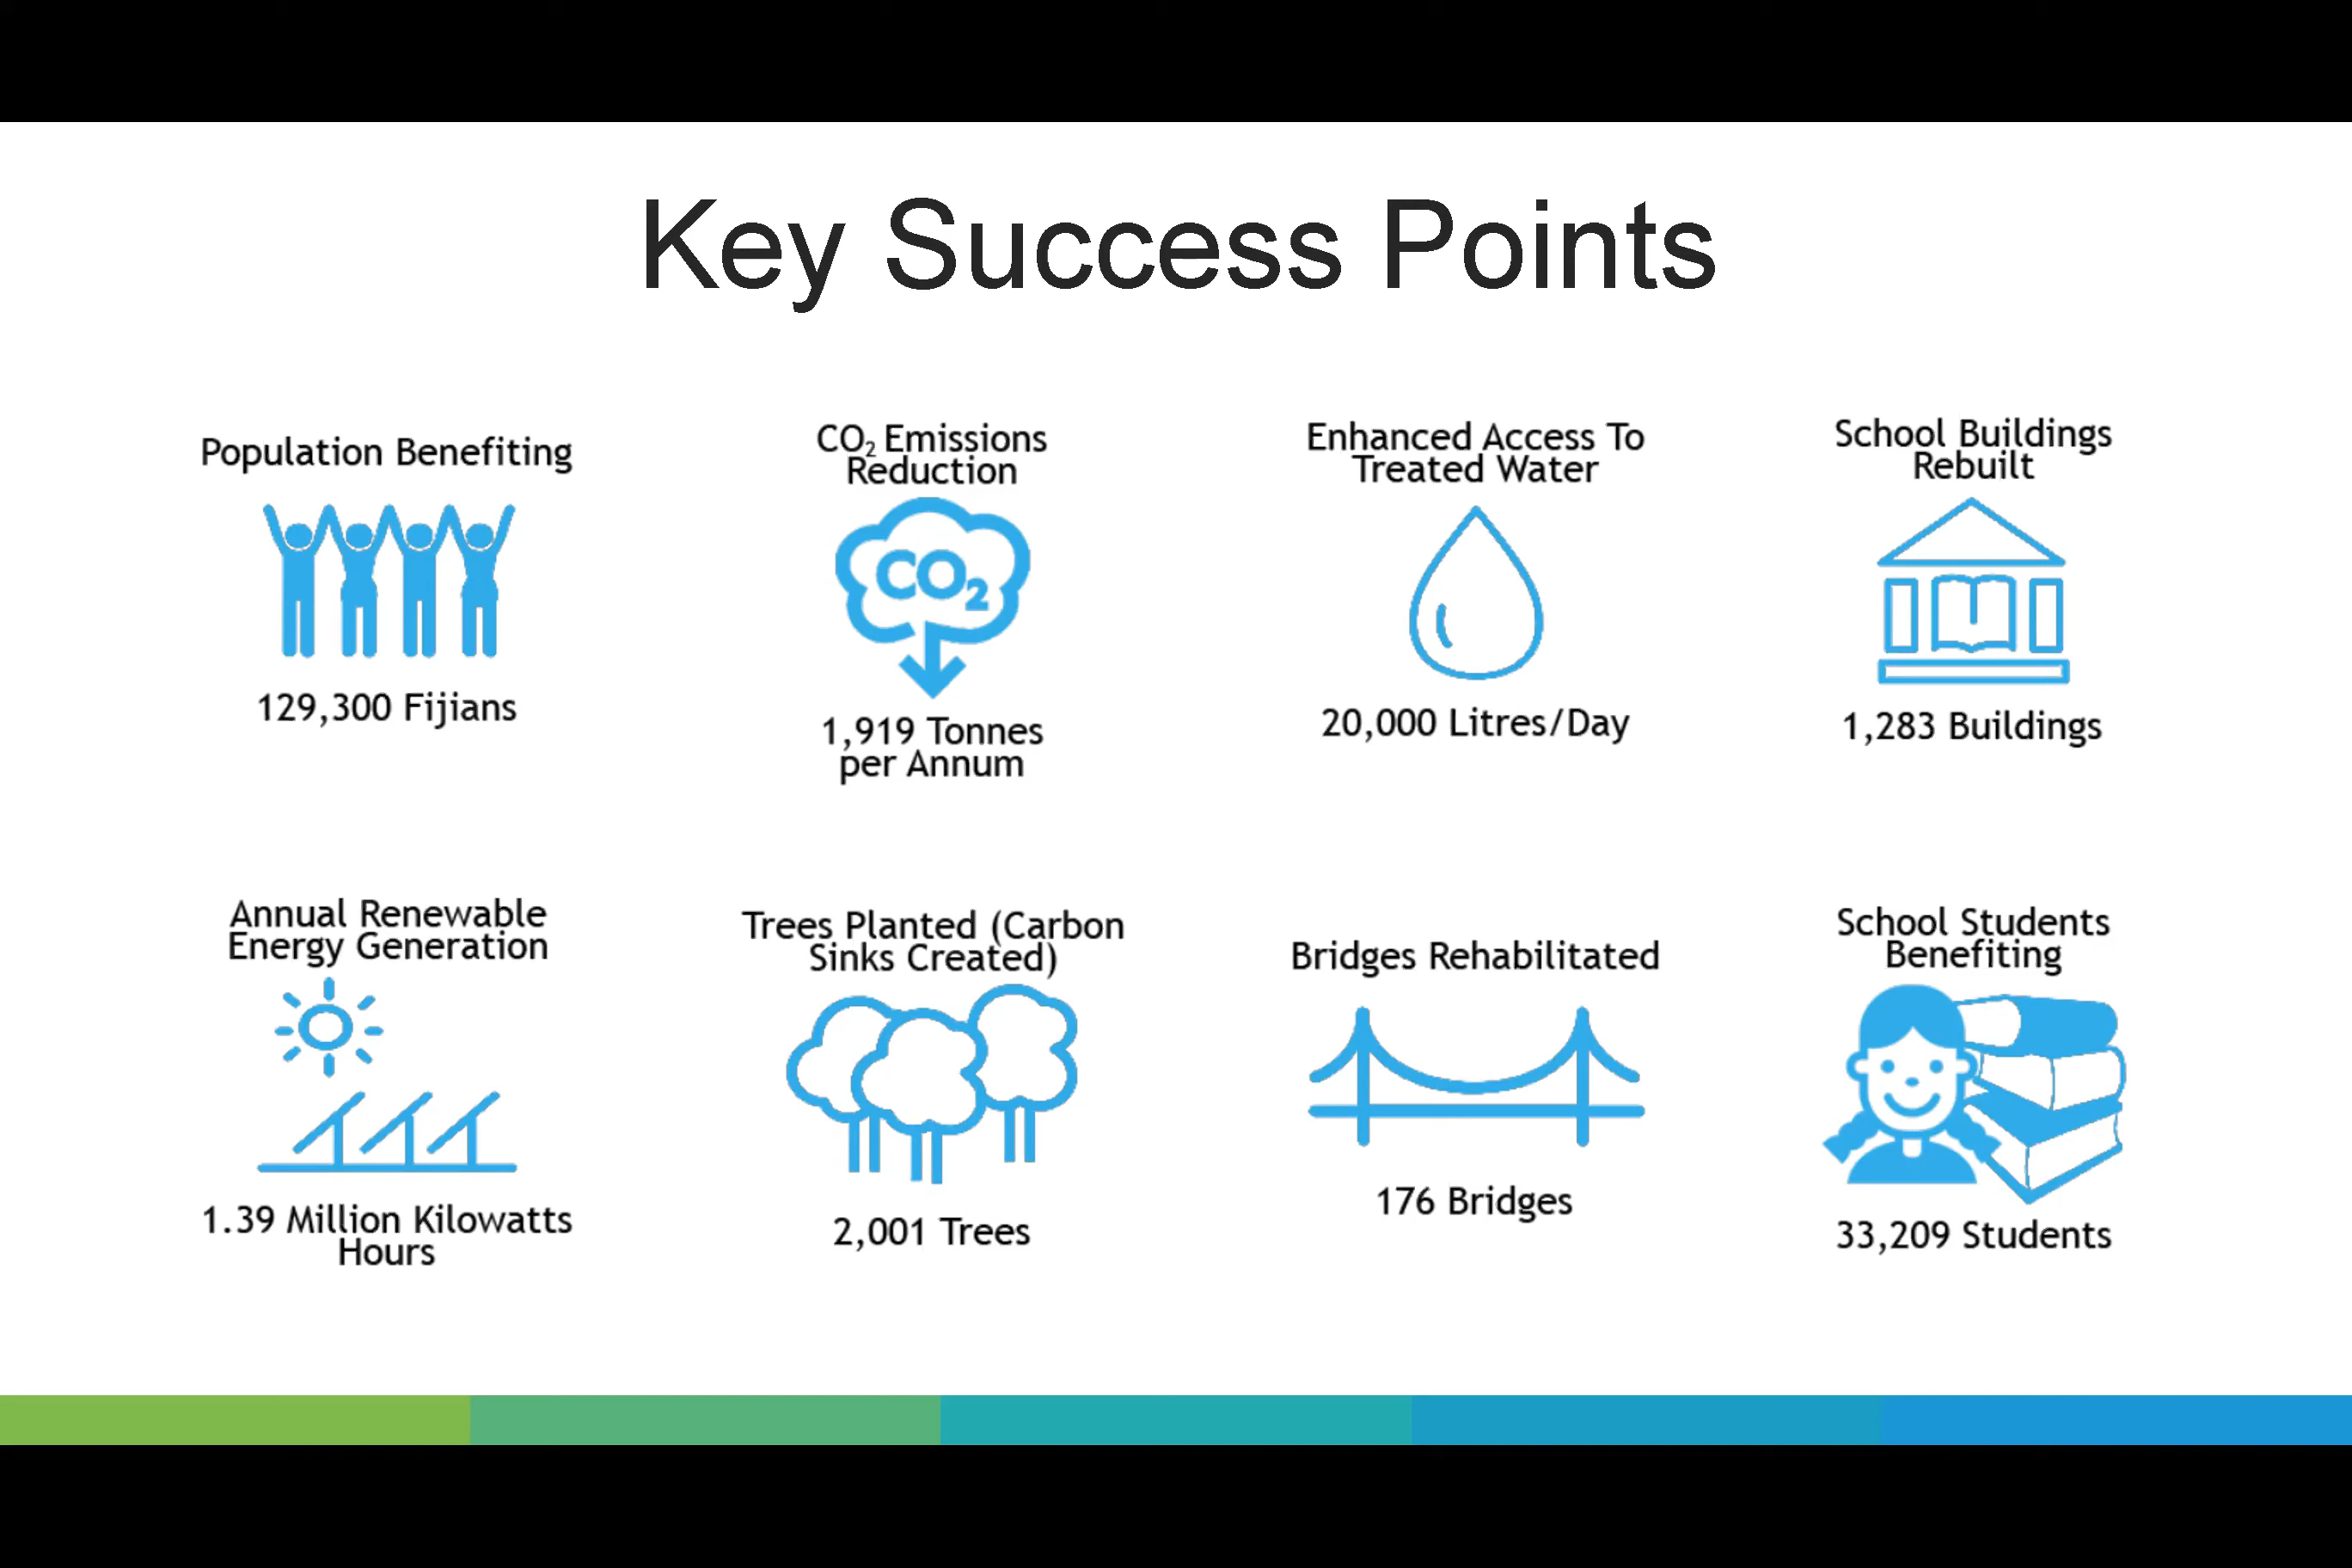 Key Success Points
Population Benefiting
129,300 Fijians
CO₂ Emissions
Reduction
CO₂
1,919 Tonnes
per Annum
Enhanced Access To
Treated Water
20,000 Litres/Day
School Buildings
Rebuilt
1,283 Buildings
Annual Renewable
Energy Generation
1.39 Million Kilowatts
Hours
Trees Planted (Carbon
Sinks Created)
2,001 Trees
Bridges Rehabilitated
176 Bridges
School Students
Benefiting
33,209 Students